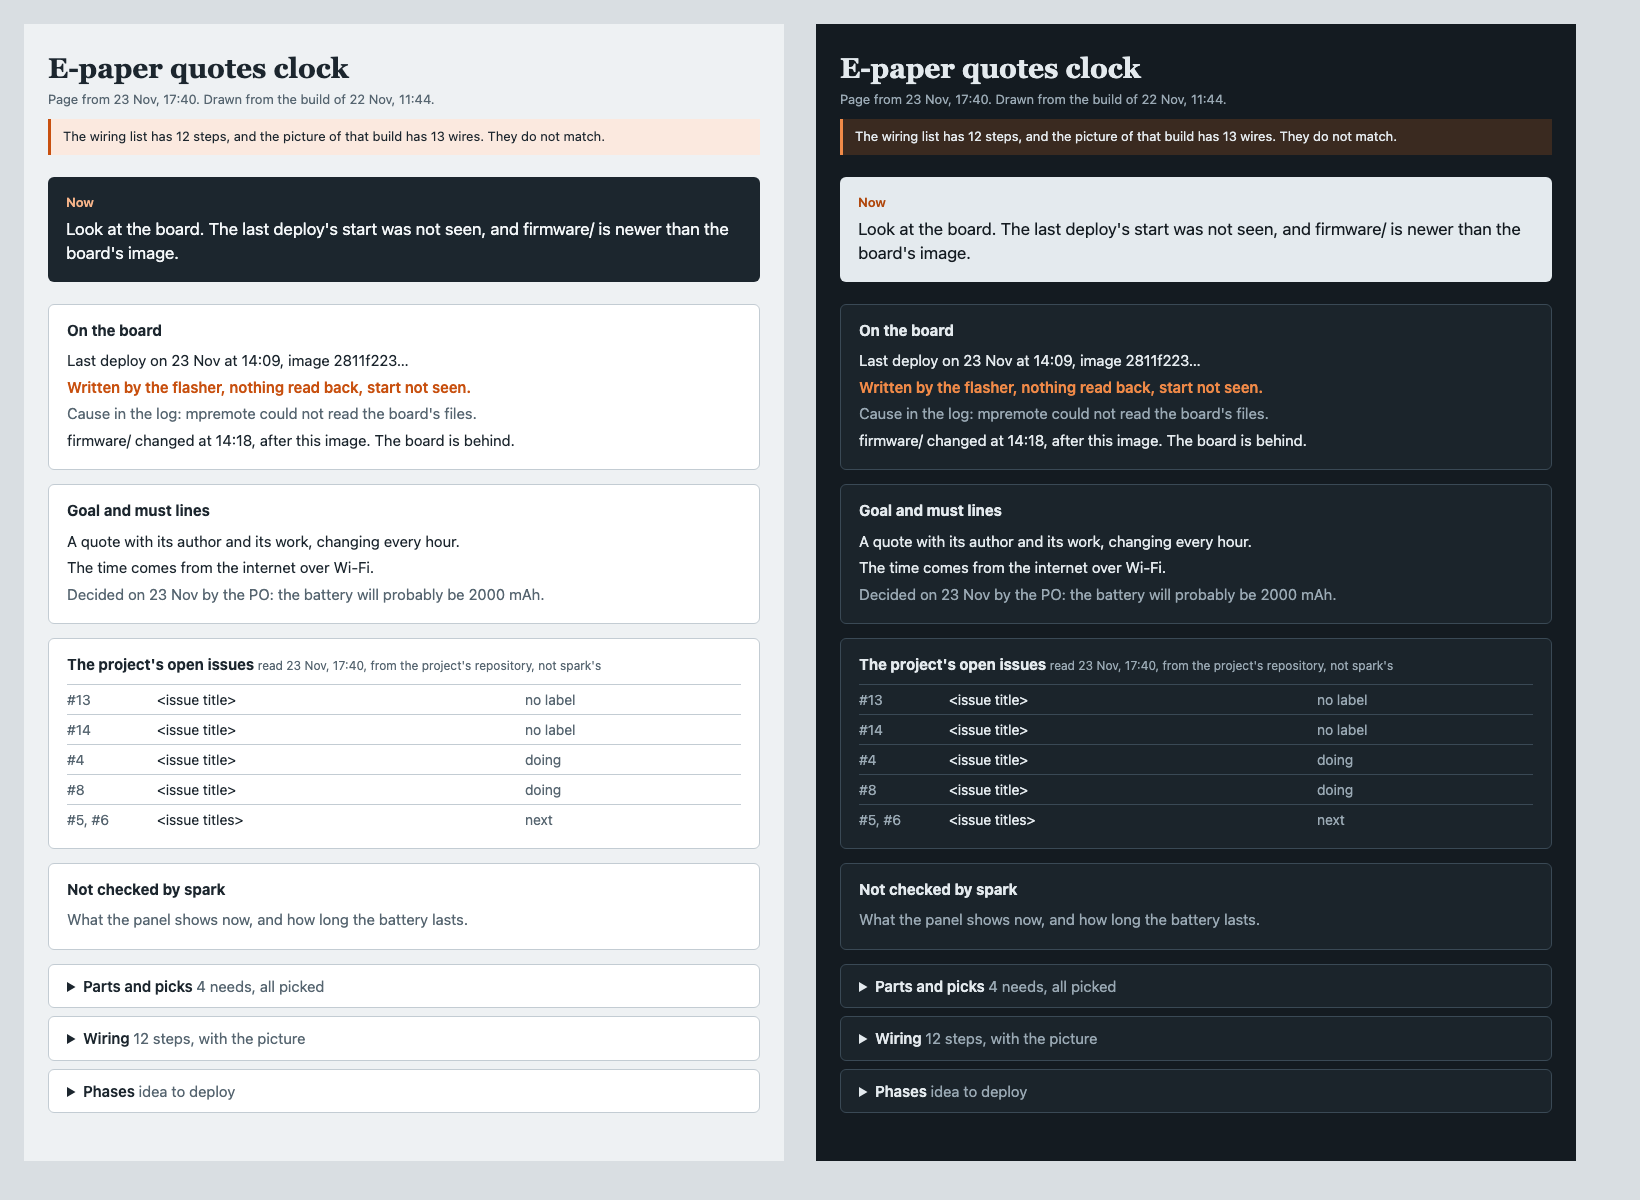 E-paper quotes clock
Page from 23 Nov, 17:40. Drawn from the build of 22 Nov, 11:44.
The wiring list has 12 steps, and the picture of that build has 13 wires. They do not match.
Now
Look at the board. The last deploy's start was not seen, and firmware/ is newer than the
board's image.
On the board
Last deploy on 23 Nov at 14:09, image 2811f223...
Written by the flasher, nothing read back, start not seen.
Cause in the log: mpremote could not read the board's files.
firmware/ changed at 14:18, after this image. The board is behind.
Goal and must lines
A quote with its author and its work, changing every hour.
The time comes from the internet over Wi-Fi.
Decided on 23 Nov by the PO: the battery will probably be 2000 mAh.
The project's open issues read 23 Nov, 17:40, from the project's repository, not spark's
#13 <issue title> no label
#14 <issue title> no label
#4 <issue title> doing
#8 <issue title> doing
#5, #6 <issue titles> next
Not checked by spark
What the panel shows now, and how long the battery lasts.
Parts and picks 4 needs, all picked
Wiring 12 steps, with the picture
Phases idea to deploy
E-paper quotes clock
Page from 23 Nov, 17:40. Drawn from the build of 22 Nov, 11:44.
The wiring list has 12 steps, and the picture of that build has 13 wires. They do not match.
Now
Look at the board. The last deploy's start was not seen, and firmware/ is newer than the
board's image.
On the board
Last deploy on 23 Nov at 14:09, image 2811f223...
Written by the flasher, nothing read back, start not seen.
Cause in the log: mpremote could not read the board's files.
firmware/ changed at 14:18, after this image. The board is behind.
Goal and must lines
A quote with its author and its work, changing every hour.
The time comes from the internet over Wi-Fi.
Decided on 23 Nov by the PO: the battery will probably be 2000 mAh.
The project's open issues read 23 Nov, 17:40, from the project's repository, not spark's
#13 <issue title> no label
#14 <issue title> no label
#4 <issue title> doing
#8 <issue title> doing
#5, #6 <issue titles> next
Not checked by spark
What the panel shows now, and how long the battery lasts.
Parts and picks 4 needs, all picked
Wiring 12 steps, with the picture
Phases idea to deploy